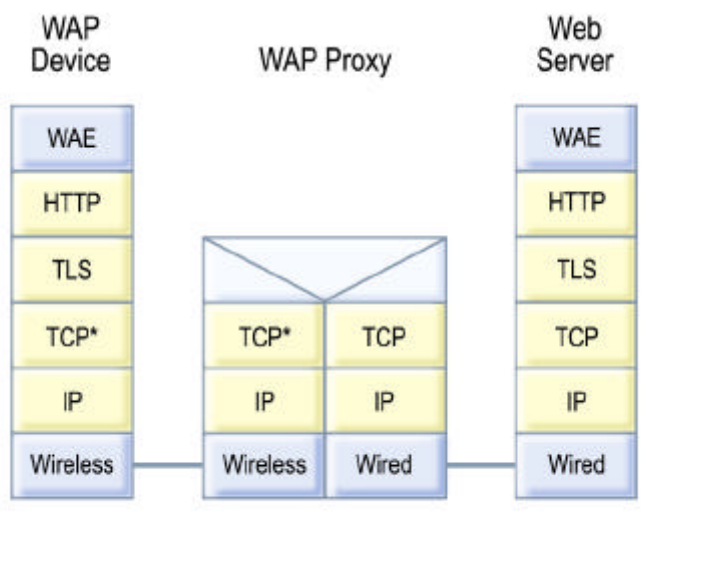 WAP
Device
WAP Proxy
Web
Server
WAE
HTTP
TLS
TCP*
IP
Wireless
TCP*
TCP
IP
IP
Wireless
Wired
WAE
HTTP
TLS
TCP
IP
Wired